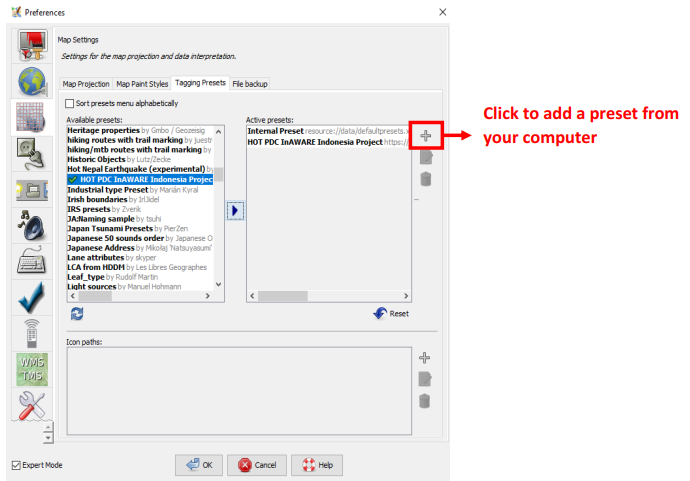 Preferences
Map Settings
Settings for the map projection and data interpretation.
Map Projection Map Paint Styles Tagging Presets File backup
Sort presets menu alphabetically
Available presets:
Active presets:
Heritage properties by Gmbo / Geozeisig
hiking routes with trail marking by juestr
hiking/mtb routes with trail marking by
Historic Objects by Lutz/Zecke
Hot Nepal Earthquake (experimental) by
HOT PDC InAWARE Indonesia Projec
Industrial type Preset by Marián Kyral
Irish boundaries by IrlJidel
IRS presets by Zverik
JA:Naming sample by tsuhi
Japan Tsunami Presets by PierZen
Japanese 50 sounds order by Japanese O
Japanese Address by Mikołaj 'Natsuyasumi'
Lane attributes by skyper
LCA from HDDM by Les Libres Geographes
Leaf_type by Rudolf Martin
Light sources by Manuel Hohmann
Internal Preset resource://data/defaultpresets.x
HOT PDC InAWARE Indonesia Project https:/
Reset
Icon paths:
WMS
TMS
Expert Mode
OK
Cancel
Help
Click to add a preset from
your computer